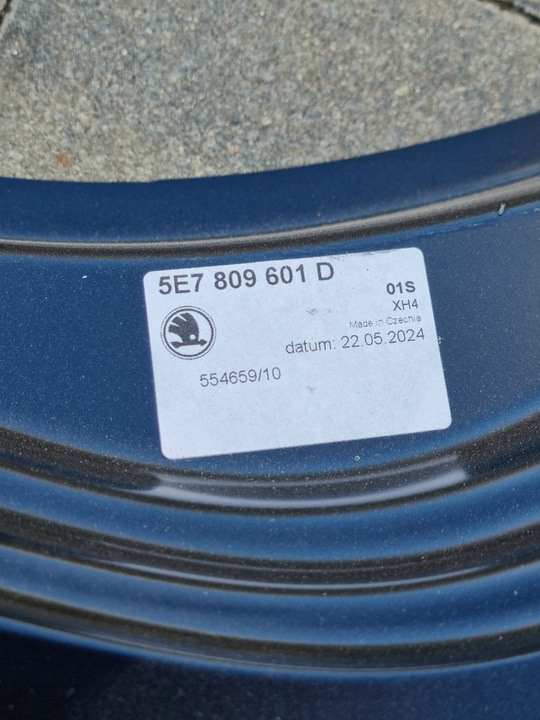 5E7 809 601 D
01S
XH4
Made in Czechia
datum: 22.05.2024
554659/10